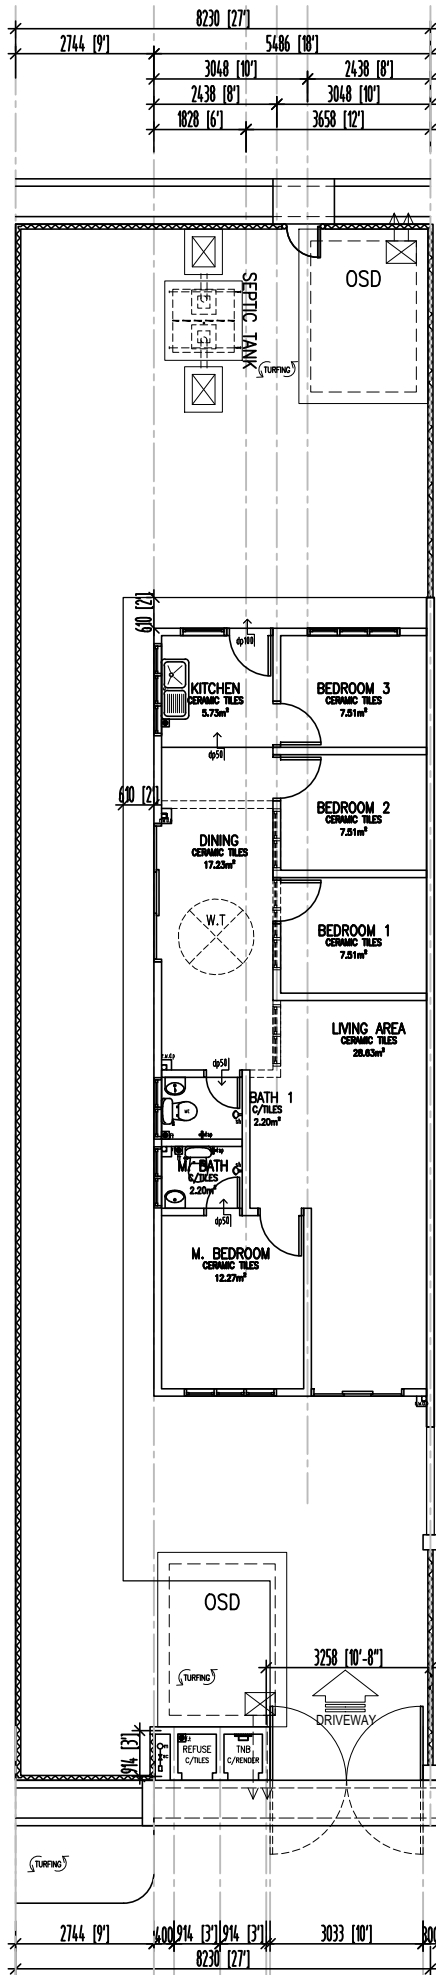 8230 [27']
2744 [9'] 5486 [18']
3048 [10'] 2438 [8']
2438 [8'] 3048 [10']
1828 [6'] 3658 [12']
OSD
SEPTIC TANK
TURFING
610 [2']
dp100
KITCHEN
CERAMIC TILES
5.73m²
BEDROOM 3
CERAMIC TILES
7.51m²
dp50
610 [2']
BEDROOM 2
CERAMIC TILES
7.51m²
DINING
CERAMIC TILES
17.23m²
W.T
BEDROOM 1
CERAMIC TILES
7.51m²
LIVING AREA
CERAMIC TILES
28.63m²
dp50
BATH 1
C/TILES
2.20m²
M. BATH
C/TILES
2.20m²
dp50
M. BEDROOM
CERAMIC TILES
12.27m²
OSD
3258 [10'-8"]
TURFING
DRIVEWAY
914 [3']
REFUSE
C/TILES
TNB
C/RENDER
TURFING
2744 [9'] 400 914 [3'] 914 [3'] 3033 [10'] 300
8230 [27']